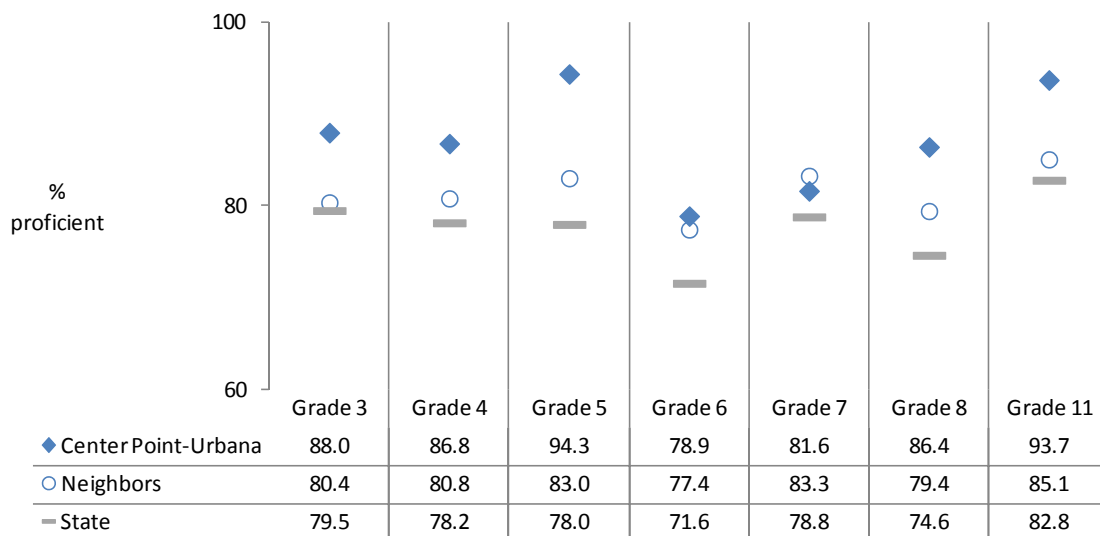 100
80
60
%
proficient
Grade 3 Grade 4 Grade 5 Grade 6 Grade 7 Grade 8 Grade 11
Center Point-Urbana 88.0 86.8 94.3 78.9 81.6 86.4 93.7
Neighbors 80.4 80.8 83.0 77.4 83.3 79.4 85.1
State 79.5 78.2 78.0 71.6 78.8 74.6 82.8